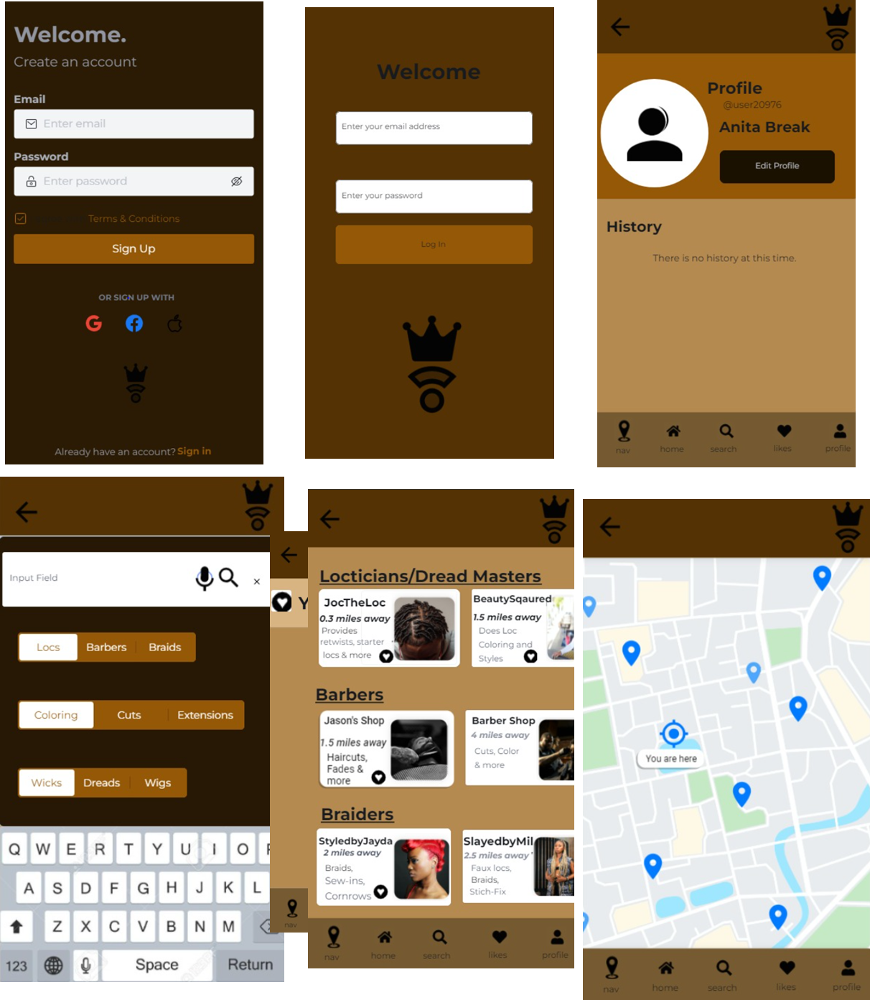 Welcome.
Create an account
Email
Enter email
Password
Enter password
Terms & Conditions
Sign Up
OR SIGN UP WITH
Already have an account? Sign in
Welcome
Enter your email address
Enter your password
Log In
Profile
@user20976
Anita Break
Edit Profile
History
There is no history at this time.
nav home search likes profile
Input Field
×
Locs Barbers Braids
Coloring Cuts Extensions
Wicks Dreads Wigs
Q W E R T Y U I O
A S D F G H J K L
Z X C V B N M
123 Space Return
Y
nav
Locticians/Dread Masters
JocTheLoc
0.3 miles away
Provides
retwists, starter
locs & more
BeautySqaured
1.5 miles away
Does Loc
Coloring and
Styles
Barbers
Jason's Shop
1.5 miles away
Haircuts,
Fades &
more
Barber Shop
4 miles away
Cuts, Color
& more
Braiders
StyledbyJayda
2 miles away
Braids,
Sew-ins,
Cornrows
SlayedbyMil
2.5 miles away
Faux locs,
Braids,
Stich-Fix
nav home search likes profile
You are here
nav home search likes profile